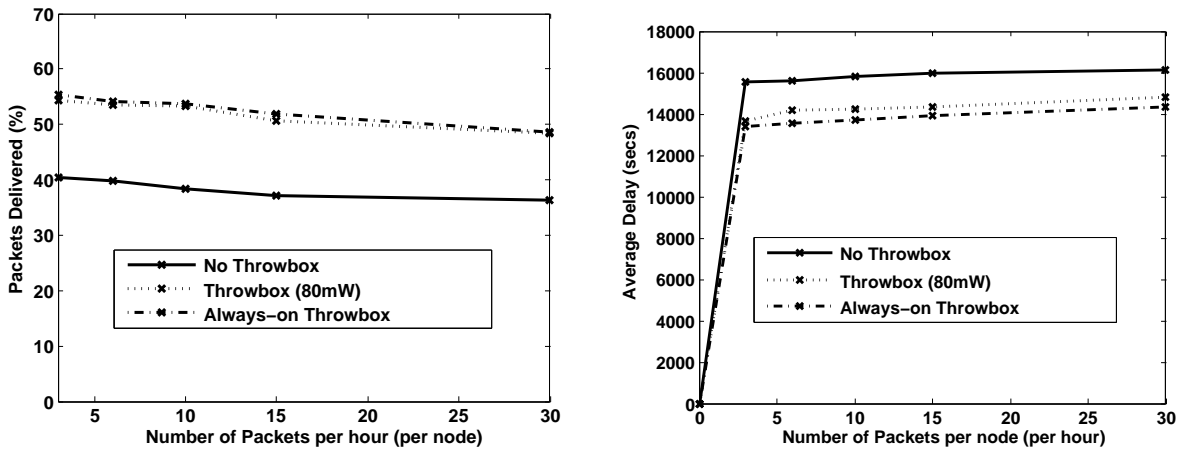 70
60
50
40
30
20
10
0
Packets Delivered (%)
No Throwbox
Throwbox (80mW)
Always−on Throwbox
5 10 15 20 25 30
Number of Packets per hour (per node)
18000
16000
14000
12000
10000
8000
6000
4000
2000
0
Average Delay (secs)
No Throwbox
Throwbox (80mW)
Always−on Throwbox
0 5 10 15 20 25 30
Number of Packets per node (per hour)